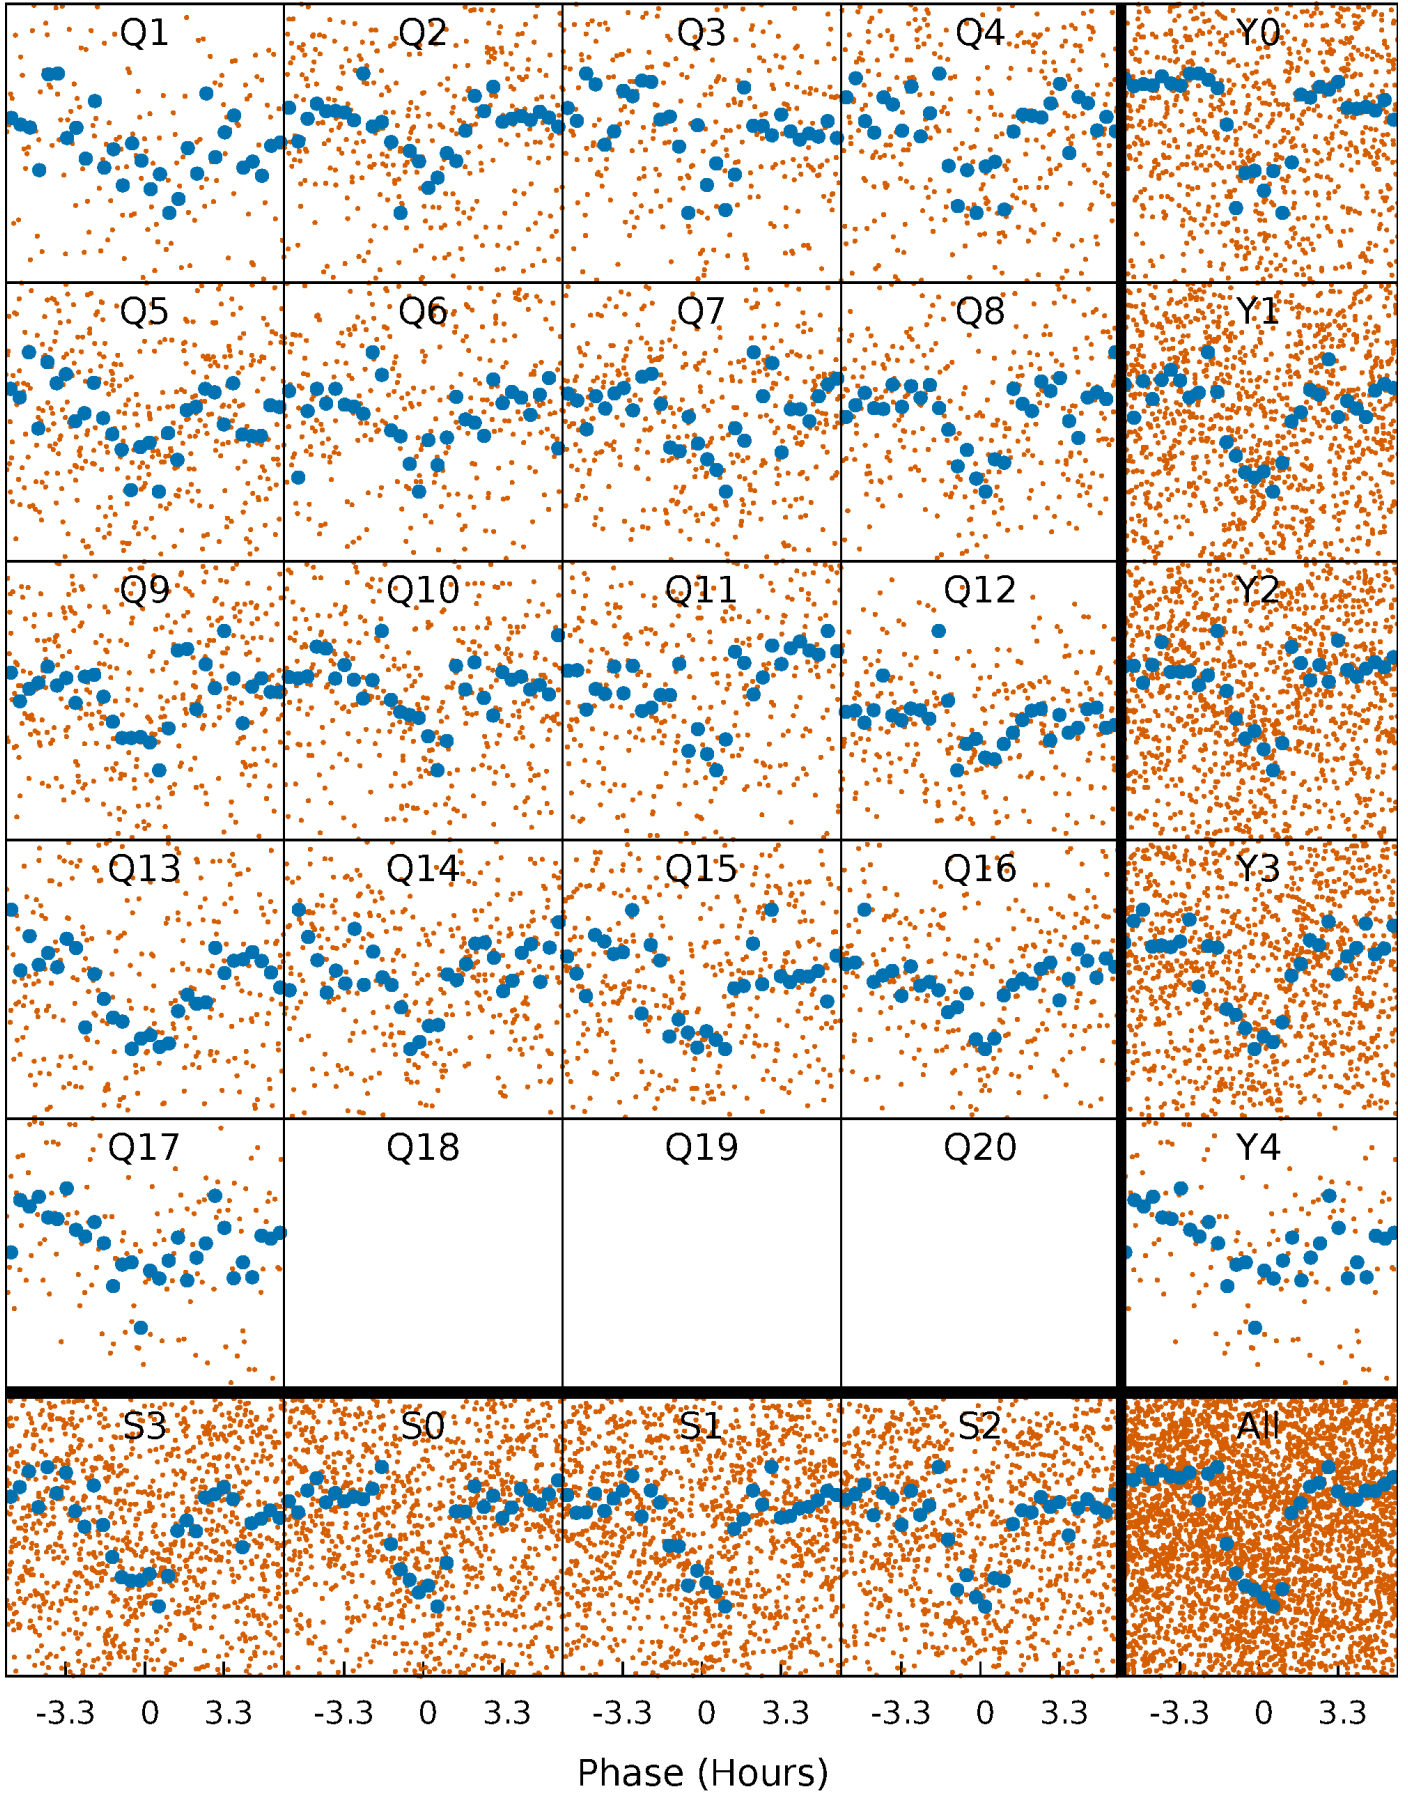 Q1 Q2 Q3 Q4 Y0
Q5 Q6 Q7 Q8 Y1
Q9 Q10 Q11 Q12 Y2
Q13 Q14 Q15 Q16 Y3
Q17 Q18 Q19 Q20 Y4
S3 S0 S1 S2 All
-3.3 0 3.3 -3.3 0 3.3 -3.3 0 3.3 -3.3 0 3.3 -3.3 0 3.3
Phase (Hours)